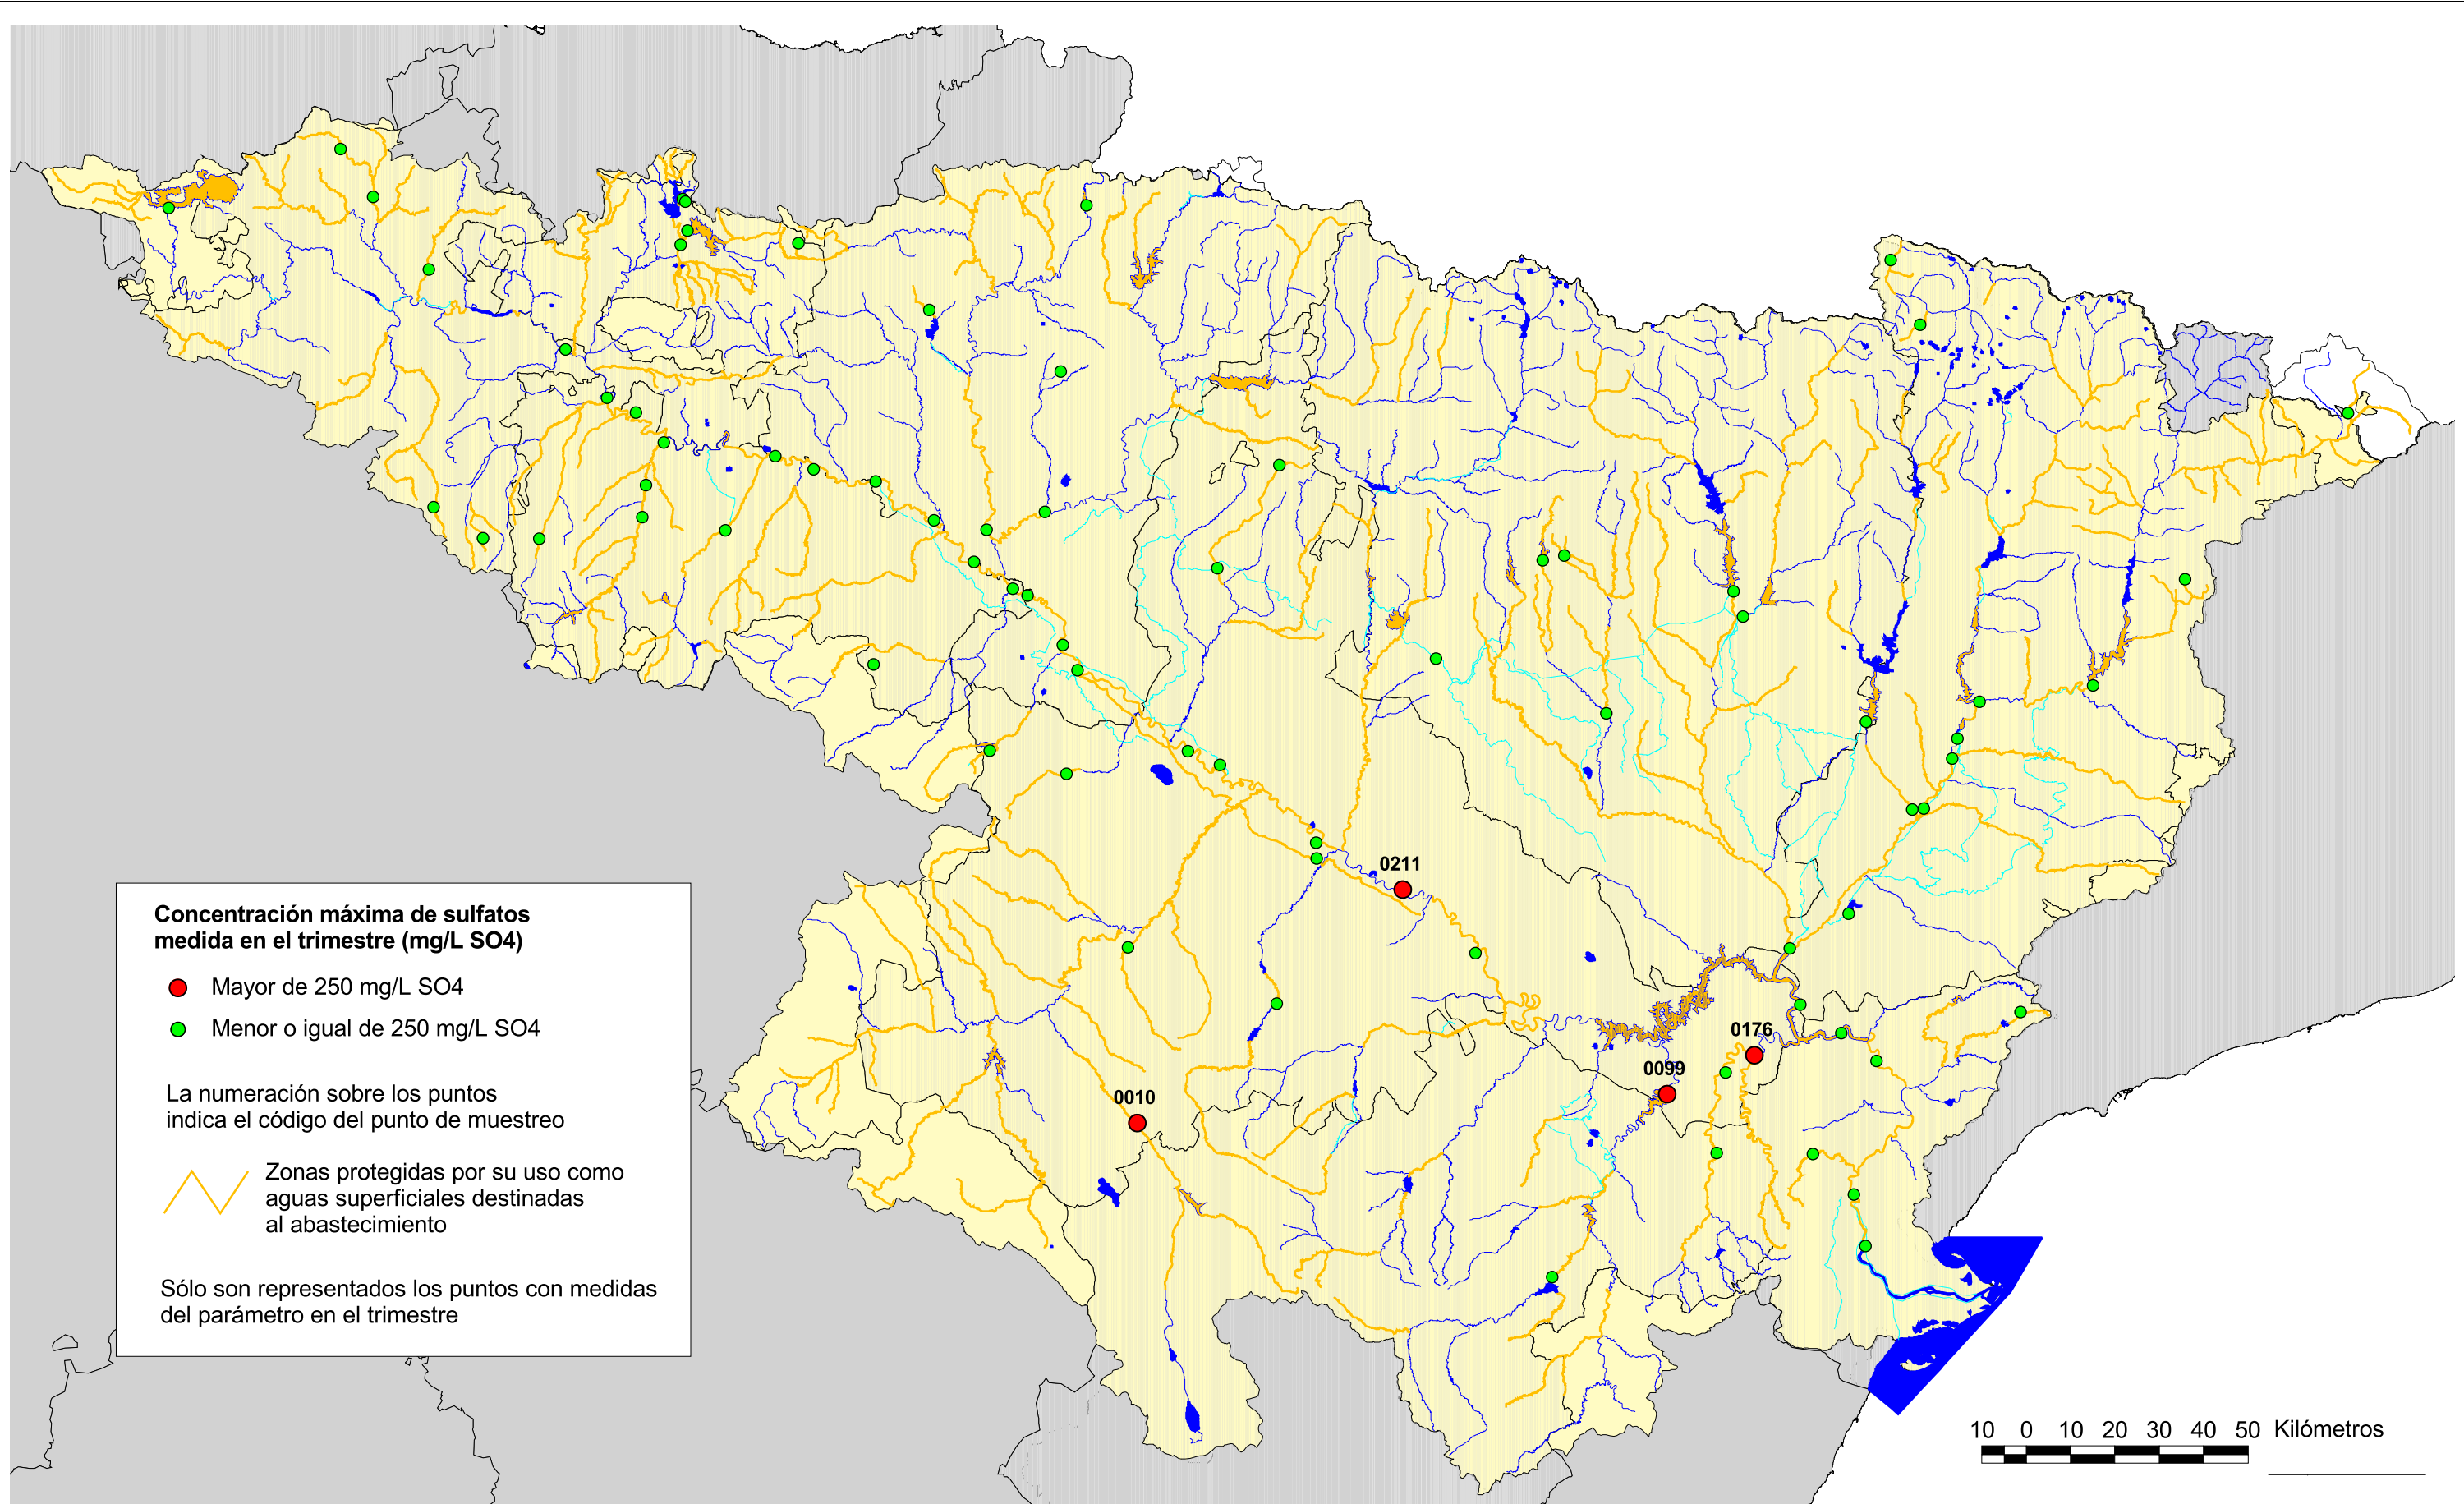 0211
0176
0099
0010
Concentración máxima de sulfatos
medida en el trimestre (mg/L SO4)
Mayor de 250 mg/L SO4
Menor o igual de 250 mg/L SO4
La numeración sobre los puntos
indica el código del punto de muestreo
Zonas protegidas por su uso como
aguas superficiales destinadas
al abastecimiento
Sólo son representados los puntos con medidas
del parámetro en el trimestre
10 0 10 20 30 40 50 Kilómetros